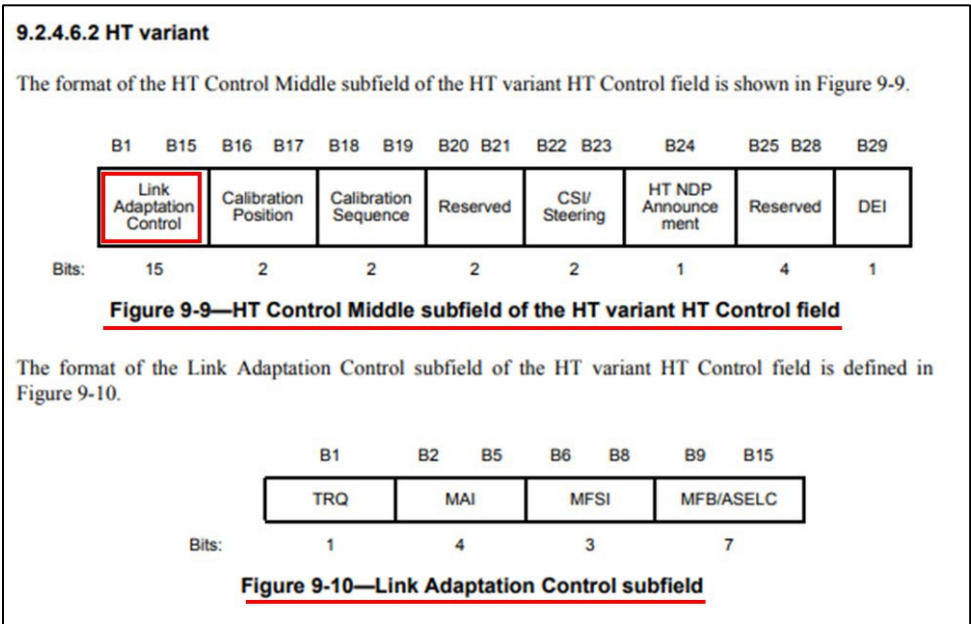 9.2.4.6.2 HT variant
The format of the HT Control Middle subfield of the HT variant HT Control field is shown in Figure 9-9.
B1 B15 B16 B17 B18 B19 B20 B21 B22 B23 B24 B25 B28 B29
Link Adaptation Control Calibration Position Calibration Sequence Reserved CSI/ Steering HT NDP Announce ment Reserved DEI
Bits: 15 2 2 2 2 1 4 1
Figure 9-9—HT Control Middle subfield of the HT variant HT Control field
The format of the Link Adaptation Control subfield of the HT variant HT Control field is defined in
Figure 9-10.
B1 B2 B5 B6 B8 B9 B15
TRQ MAI MFSI MFB/ASELC
Bits: 1 4 3 7
Figure 9-10—Link Adaptation Control subfield